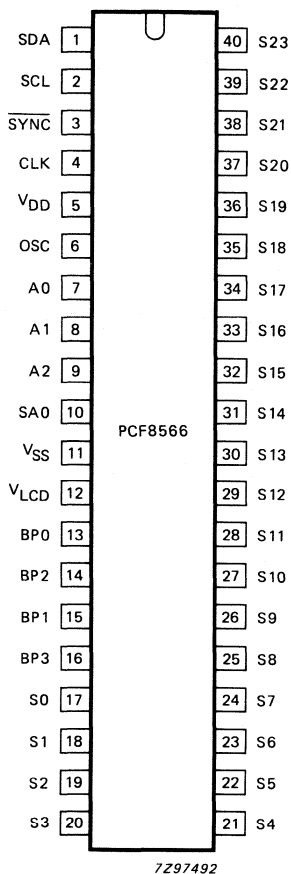 SDA 1 40 S23
SCL 2 39 S22
S̅Y̅N̅C̅ 3 38 S21
CLK 4 37 S20
VDD 5 36 S19
OSC 6 35 S18
A0 7 34 S17
A1 8 33 S16
A2 9 32 S15
SA0 10 31 S14
PCF8566
VSS 11 30 S13
VLCD 12 29 S12
BP0 13 28 S11
BP2 14 27 S10
BP1 15 26 S9
BP3 16 25 S8
S0 17 24 S7
S1 18 23 S6
S2 19 22 S5
S3 20 21 S4
7Z97492